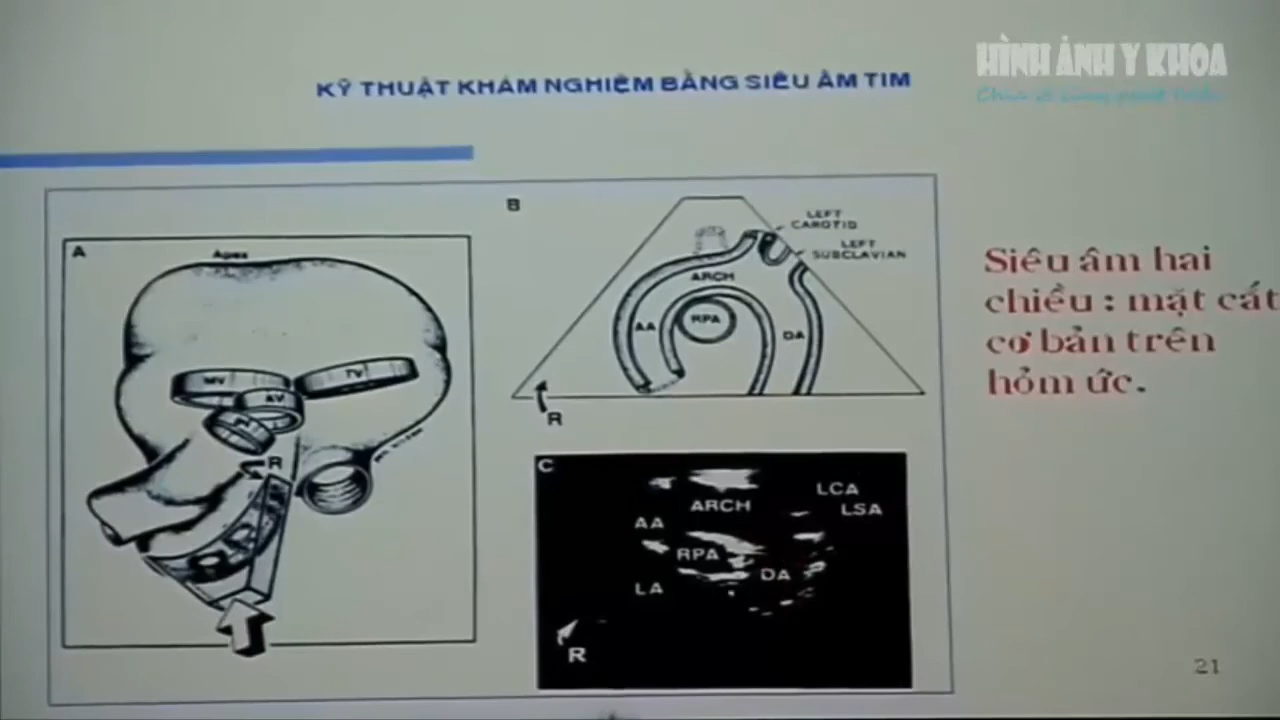 HÌNH ẢNH Y KHOA
KỸ THUẬT KHÁM NGHIỆM BẰNG SIÊU ÂM TIM
A
Apex
MV
TV
AV
R
B
LEFT
CAROTID
LEFT
SUBCLAVIAN
ARCH
AA
RPA
DA
R
C
ARCH
LCA
LSA
AA
RPA
DA
LA
R
Siêu âm hai
chiều : mặt cắt
cơ bản trên
hỏm ức.
21